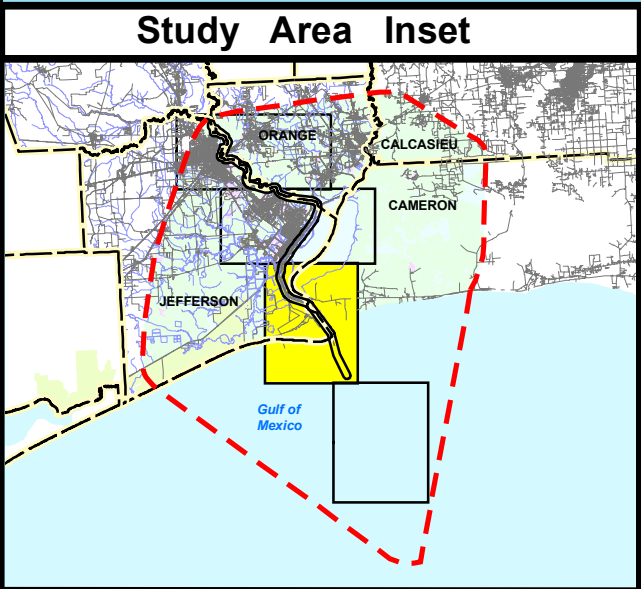 Study Area Inset
ORANGE
CALCASIEU
CAMERON
JEFFERSON
Gulf of
Mexico